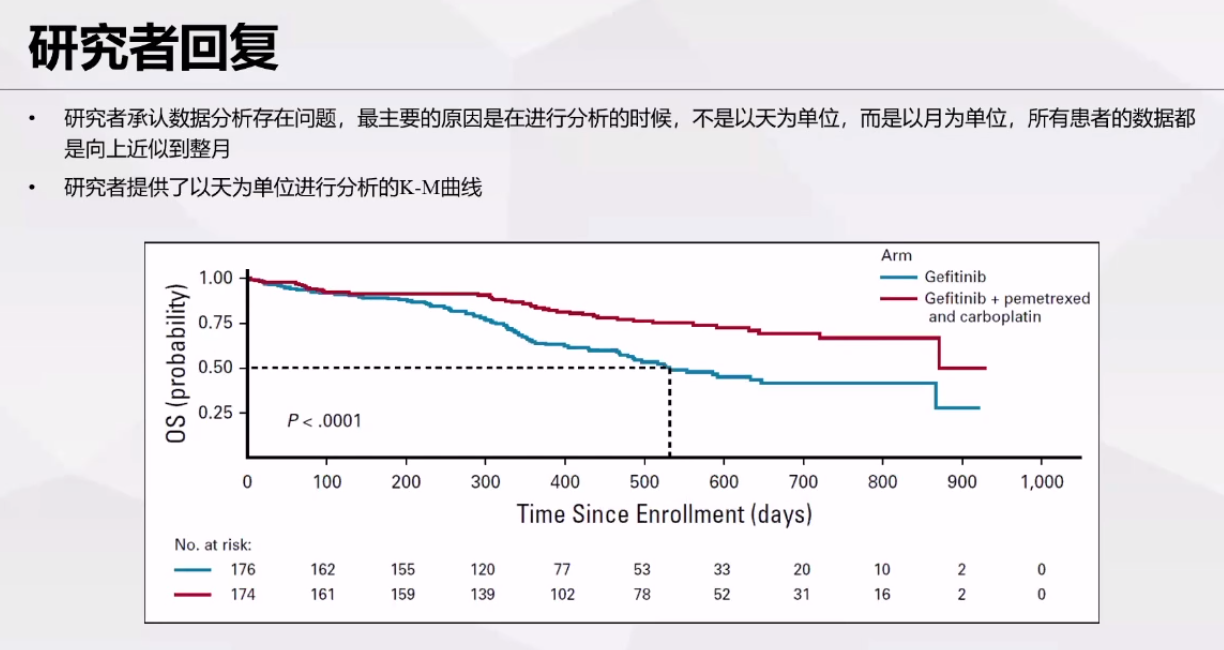 研究者回复
• 研究者承认数据分析存在问题，最主要的原因是在进行分析的时候，不是以天为单位，而是以月为单位，所有患者的数据都
是向上近似到整月
• 研究者提供了以天为单位进行分析的K-M曲线
Arm
Gefitinib
Gefitinib + pemetrexed
and carboplatin
OS (probability)
1.00
0.75
0.50
0.25
P < .0001
0 100 200 300 400 500 600 700 800 900 1,000
Time Since Enrollment (days)
No. at risk:
176 162 155 120 77 53 33 20 10 2 0
174 161 159 139 102 78 52 31 16 2 0